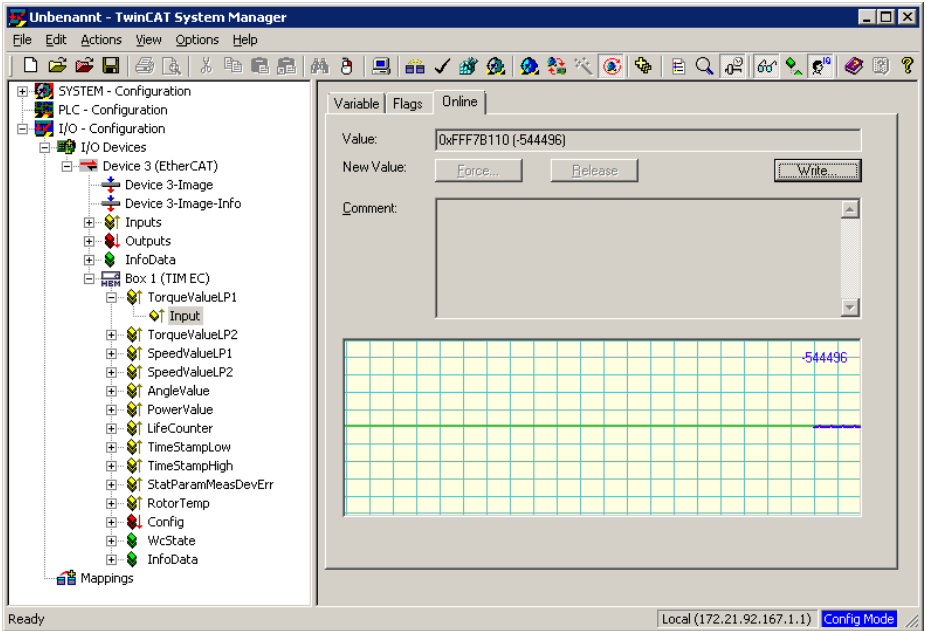 Unbenannt - TwinCAT System Manager
File Edit Actions View Options Help
SYSTEM - Configuration
PLC - Configuration
I/O - Configuration
I/O Devices
Device 3 (EtherCAT)
Device 3-Image
Device 3-Image-Info
Inputs
Outputs
InfoData
Box 1 (TIM EC)
TorqueValueLP1
Input
TorqueValueLP2
SpeedValueLP1
SpeedValueLP2
AngleValue
PowerValue
LifeCounter
TimeStampLow
TimeStampHigh
StatParamMeasDevErr
RotorTemp
Config
WcState
InfoData
Mappings
Variable Flags Online
Value: 0xFFF7B110 (-544496)
New Value: Force... Release Write...
Comment:
-544496
Ready Local (172.21.92.167.1.1) Config Mode